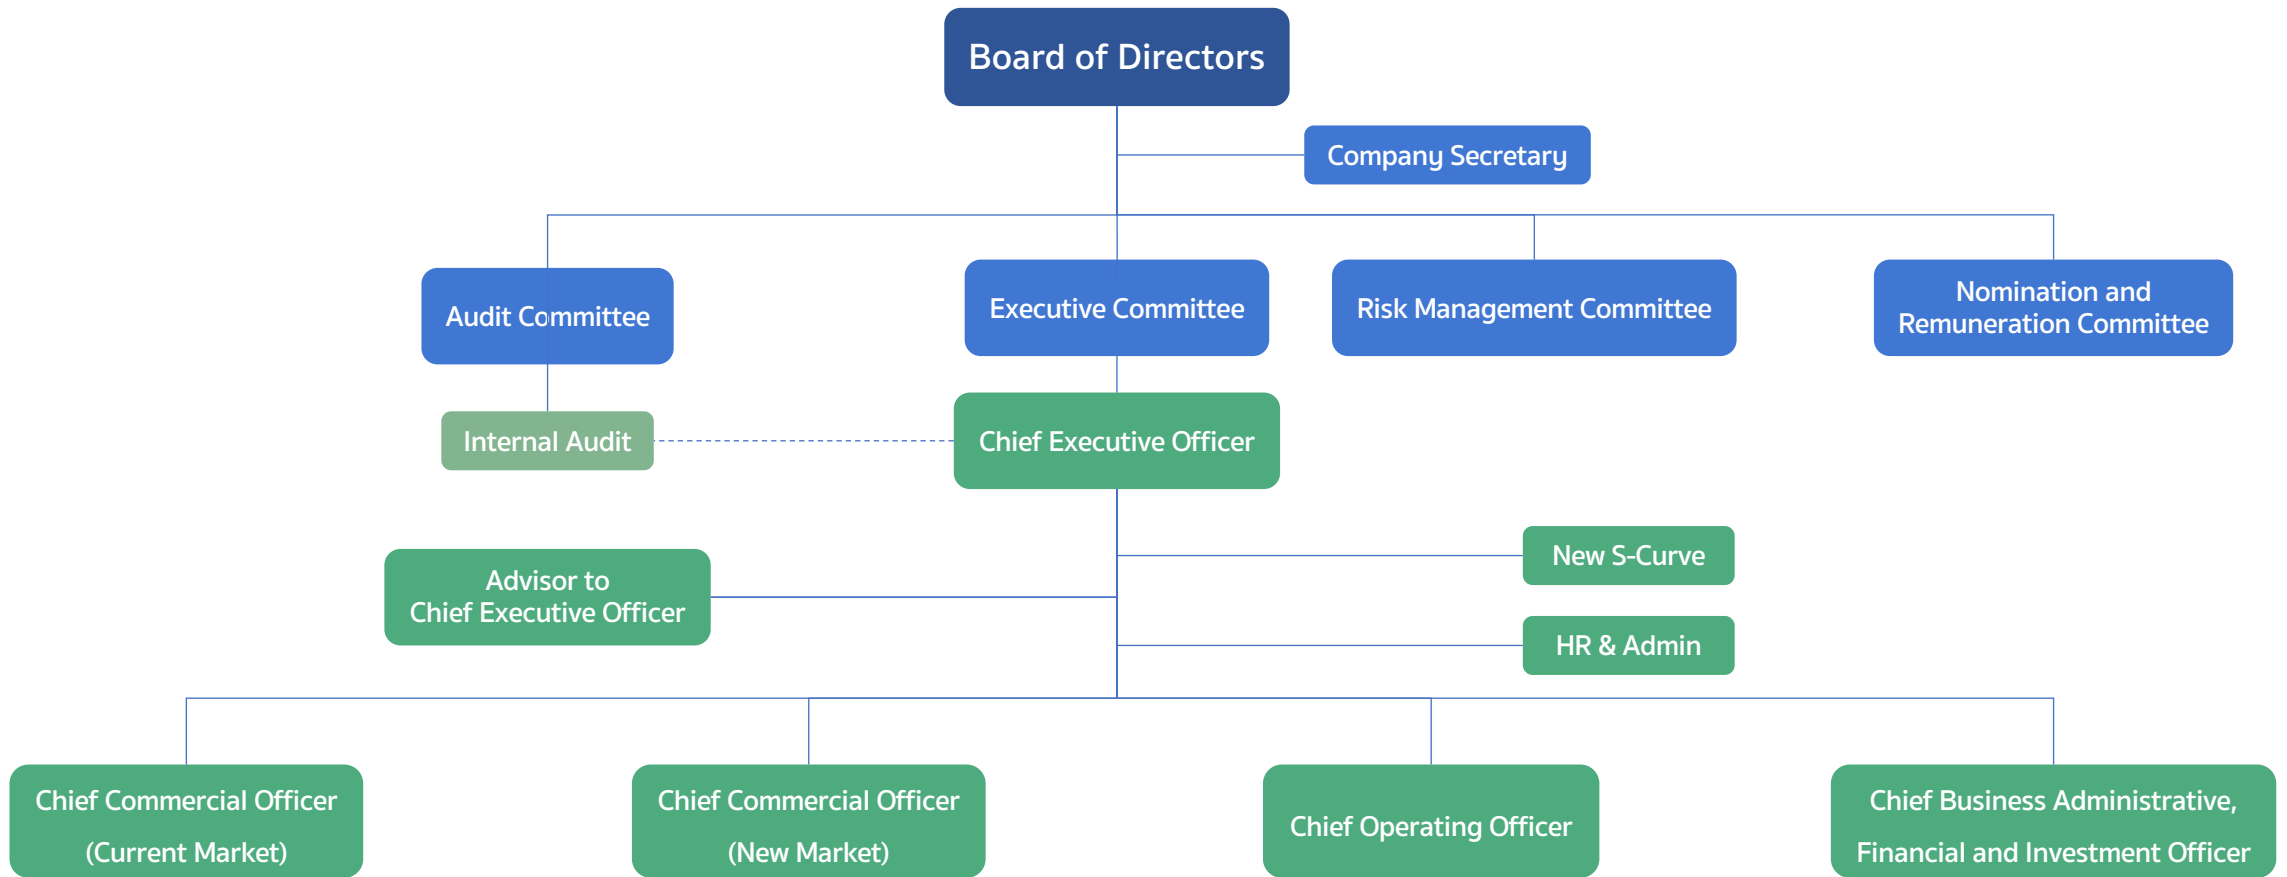 Board of Directors
Company Secretary
Audit Committee
Executive Committee
Risk Management Committee
Nomination and
Remuneration Committee
Internal Audit
Chief Executive Officer
Advisor to
Chief Executive Officer
New S-Curve
HR & Admin
Chief Commercial Officer
(Current Market)
Chief Commercial Officer
(New Market)
Chief Operating Officer
Chief Business Administrative,
Financial and Investment Officer